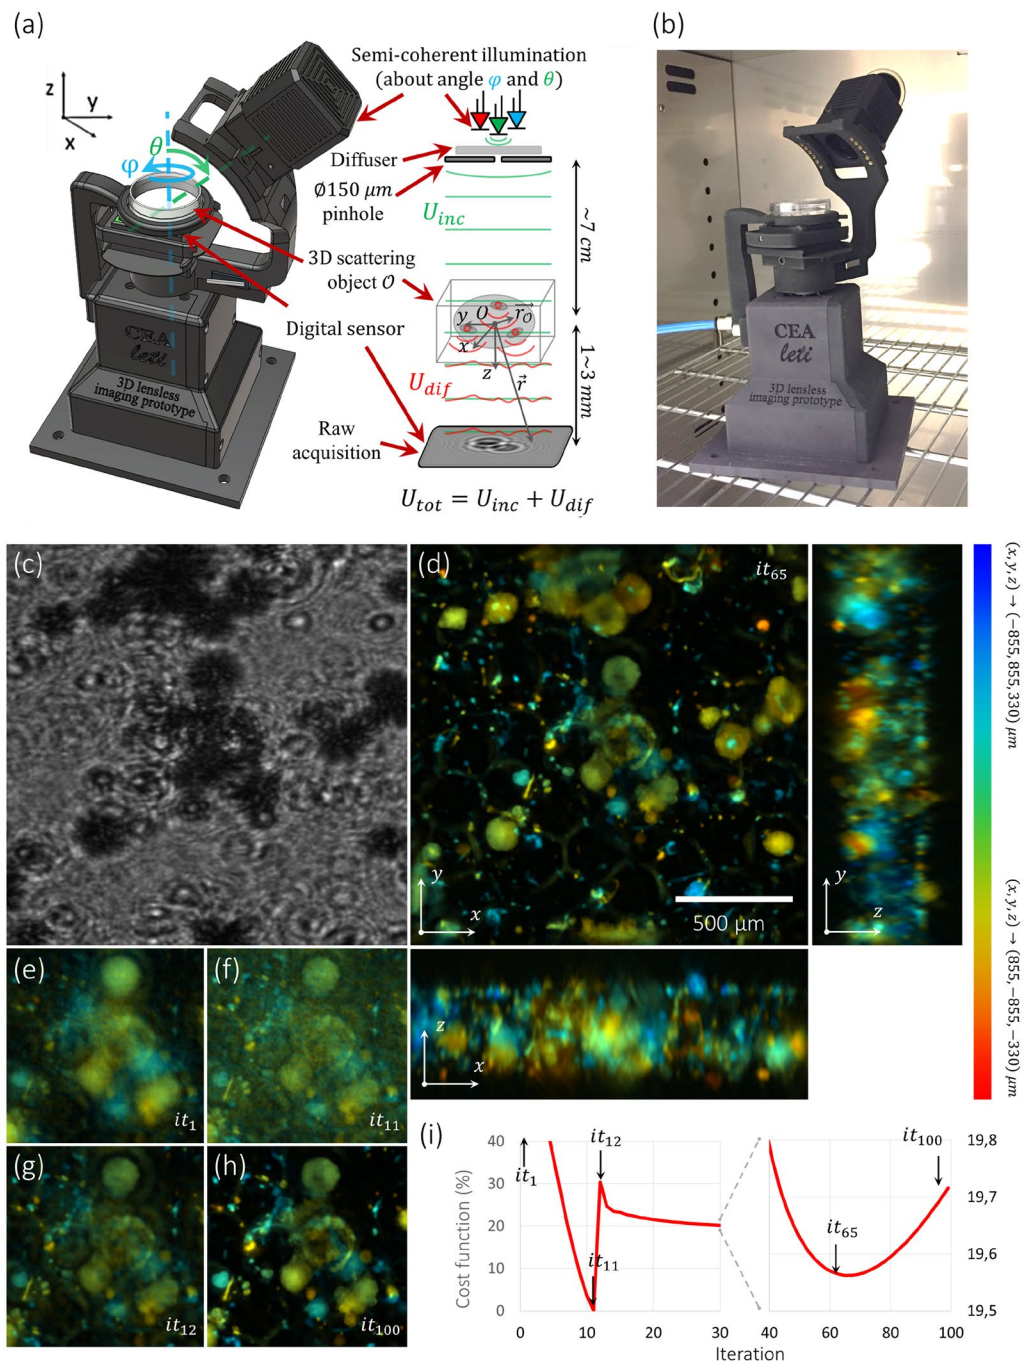 (a)
z
y
x
θ
φ
CEA
leti
3D lensless
imaging prototype
Semi-coherent illumination
(about angle φ and θ)
Diffuser
Ø150 μm
pinhole
U_inc
3D scattering
object O
Digital sensor
y O r_O
x
z
U_dif
r
Raw
acquisition
~7 cm
1~3 mm
U_tot = U_inc + U_dif
(b)
CEA
leti
3D lensless
imaging prototype
(c)
(d)
it_65
y
x
500 μm
y
z
z
x
(x,y,z) → (−855,855,330) μm
(x,y,z) → (855,−855,−330) μm
(e)
it_1
(f)
it_11
(g)
it_12
(h)
it_100
(i)
Cost function (%)
40
30
20
10
0
it_1
it_12
it_11
0 10 20 30
it_65
it_100
19,8
19,7
19,6
19,5
40 60 80 100
Iteration